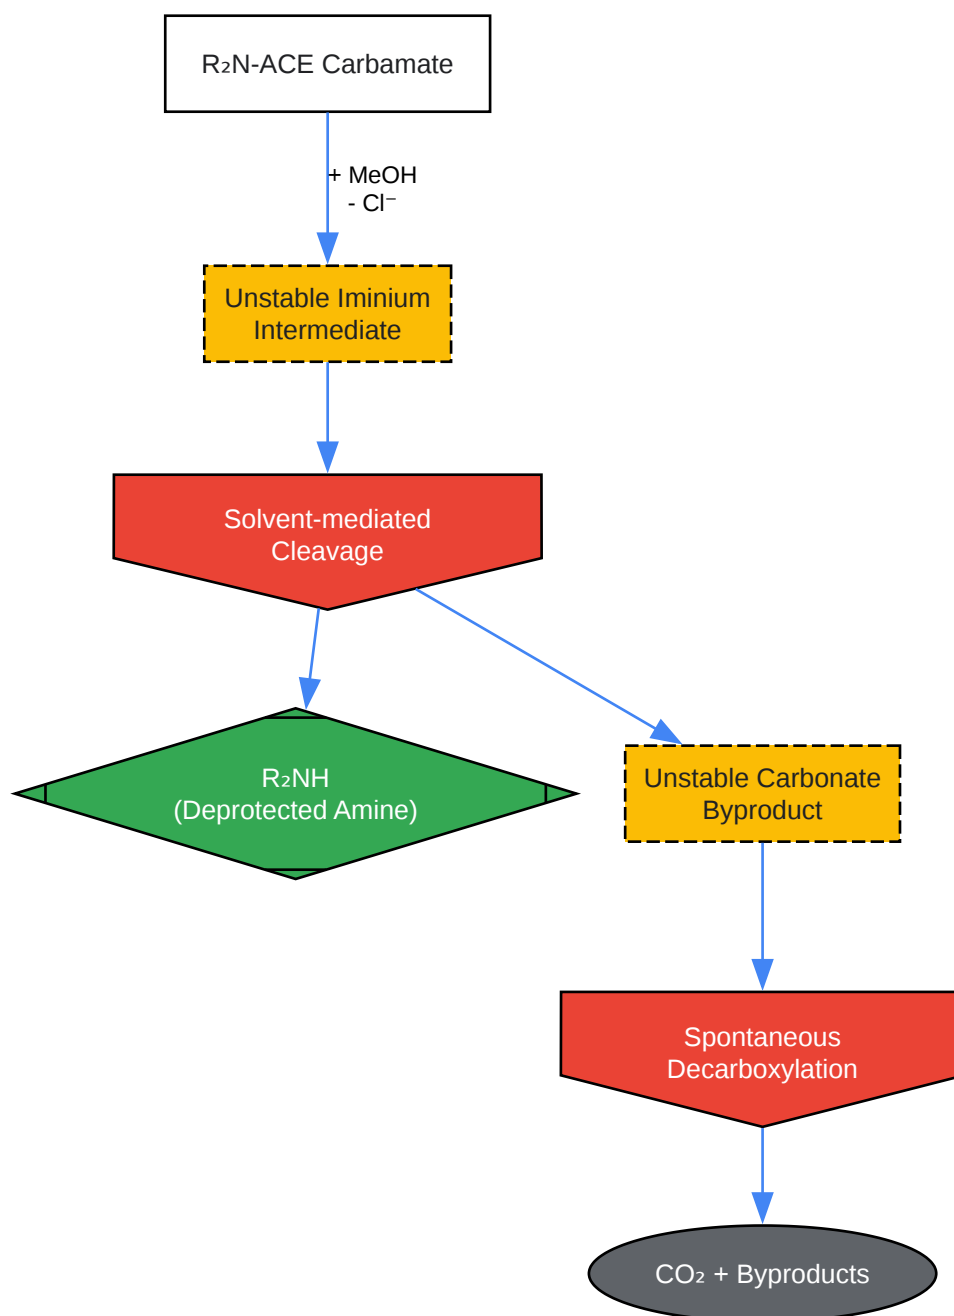 R₂N-ACE Carbamate
+ MeOH
- Cl⁻
Unstable Iminium
Intermediate
Solvent-mediated
Cleavage
R₂NH
(Deprotected Amine)
Unstable Carbonate
Byproduct
Spontaneous
Decarboxylation
CO₂ + Byproducts